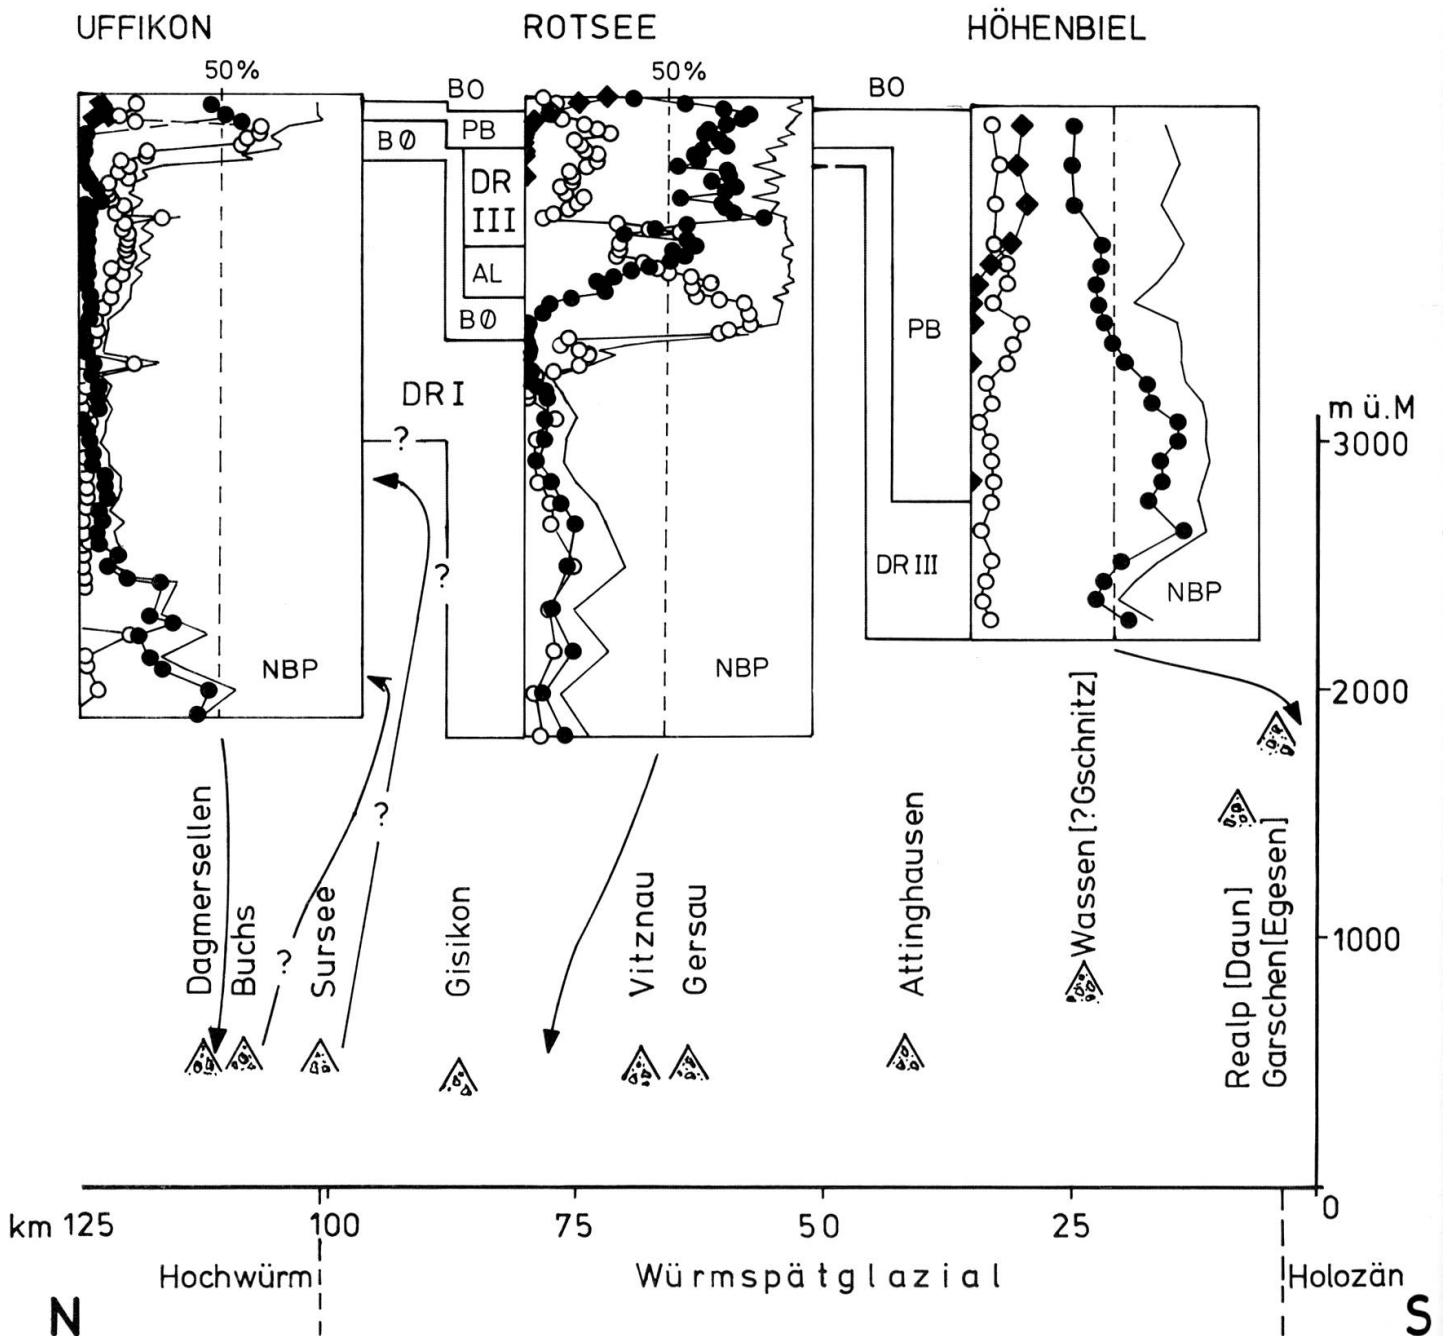 UFFIKON
ROTSEE
HÖHENBIEL
50%
50%
BO
BO
PB
BØ
DR
III
AL
BØ
PB
DR I
m ü.M
?
3000
DR III
?
NBP
NBP
NBP
2000
?
Dagmersellen
Buchs
Sursee
Gisikon
Vitznau
Gersau
Attinghausen
Wassen [?Gschnitz]
Realp [Daun]
Garschen [Egesen]
?
1000
0
km 125
100
75
50
25
Hochwürm
Würmspätglazial
Holozän
N
S